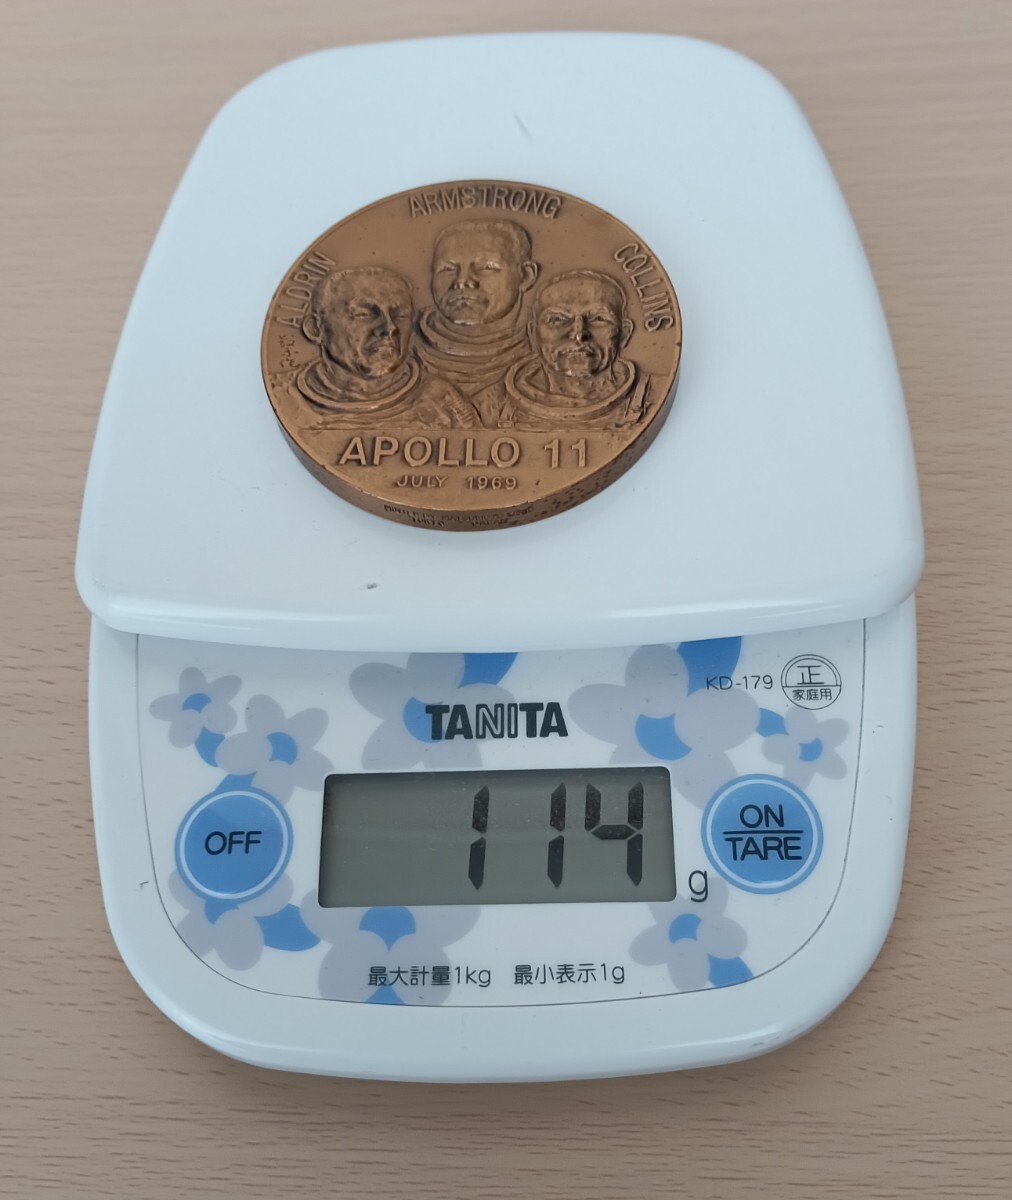 ARMSTRONG
ALDRIN
COLLINS
APOLLO 11
JULY 1969
KD-179
正
家庭用
TANITA
OFF
114
g
ON
TARE
最大計量1kg 最小表示1g